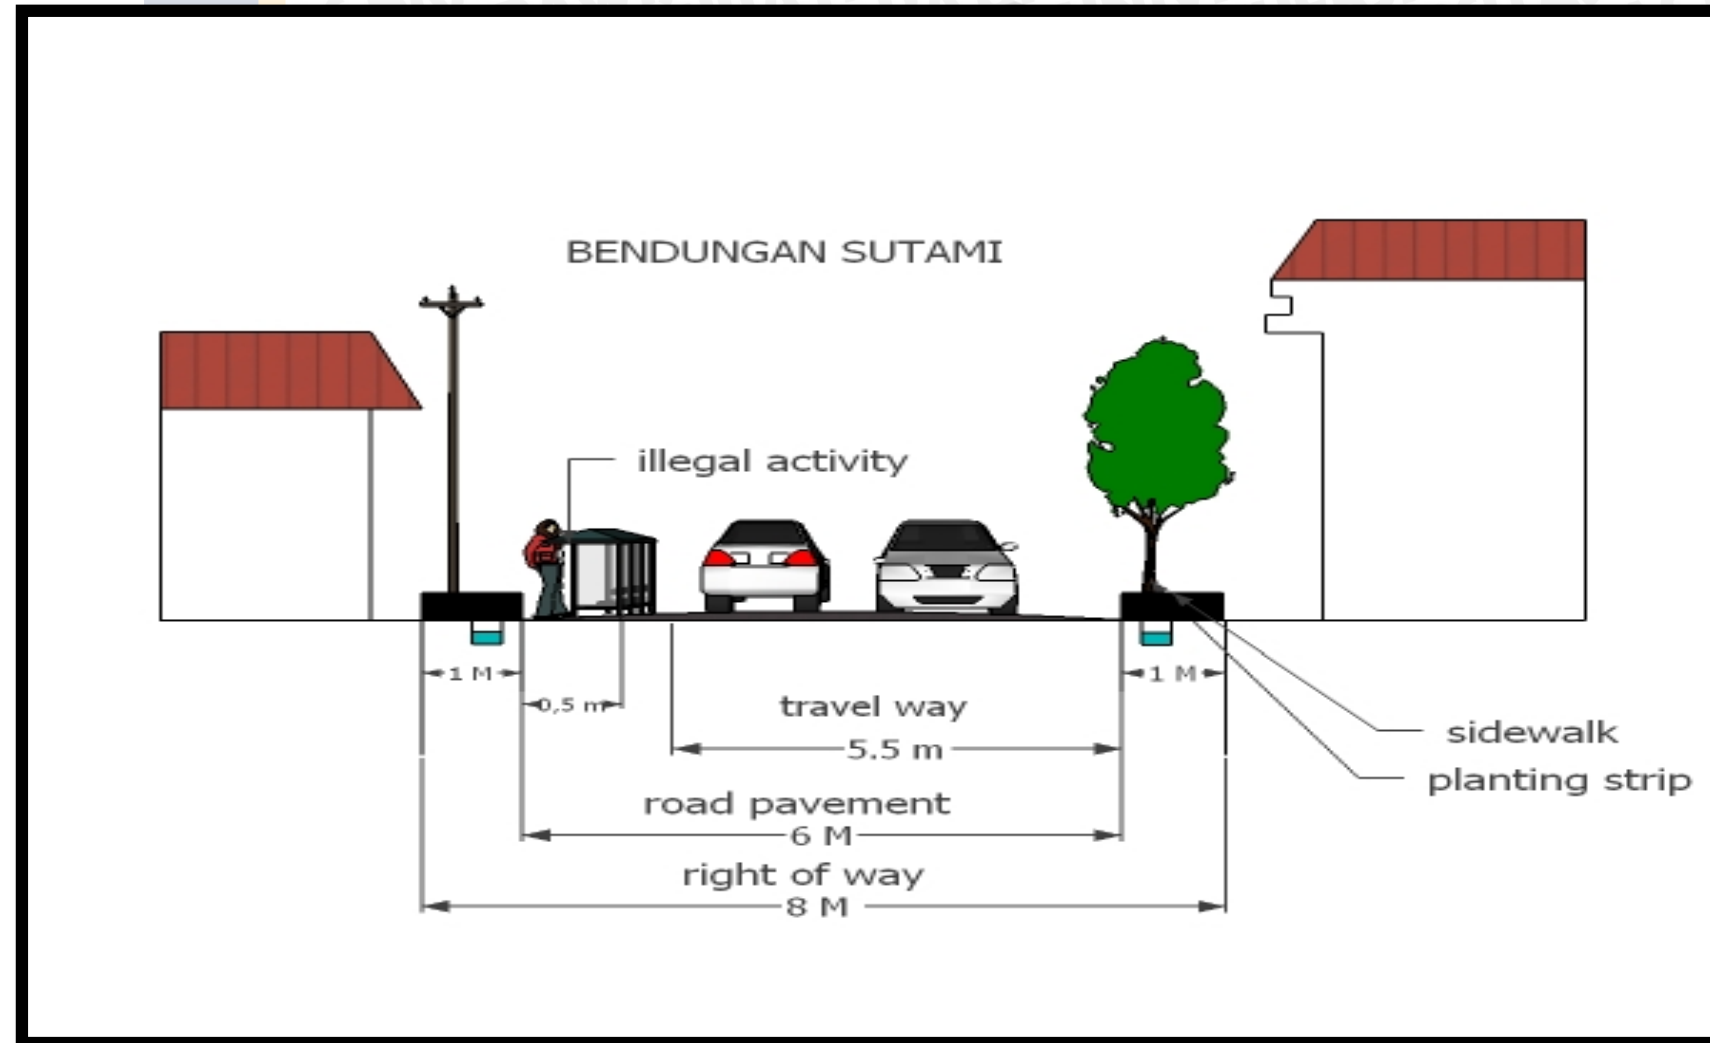 BENDUNGAN SUTAMI
illegal activity
1 M
1 M
0,5 m
travel way
5.5 m
sidewalk
planting strip
road pavement
6 M
right of way
8 M